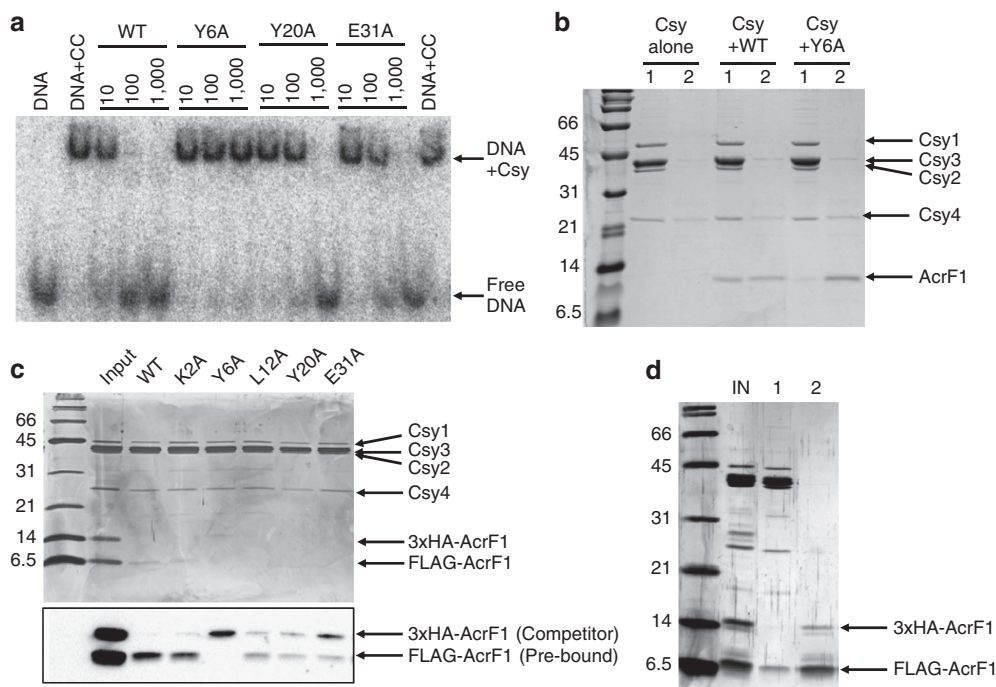 a
WT Y6A Y20A E31A
DNA DNA+CC 10 100 1,000 10 100 1,000 10 100 1,000 10 100 1,000 DNA+CC
DNA
+Csy
Free
DNA
b
Csy
alone
Csy
+WT
Csy
+Y6A
1 2 1 2 1 2
66
45
31
21
14
6.5
Csy1
Csy3
Csy2
Csy4
AcrF1
c
Input WT K2A Y6A L12A Y20A E31A
66
45
31
21
14
6.5
Csy1
Csy3
Csy2
Csy4
3xHA-AcrF1
FLAG-AcrF1
3xHA-AcrF1 (Competitor)
FLAG-AcrF1 (Pre-bound)
d
IN 1 2
66
45
31
21
14
6.5
3xHA-AcrF1
FLAG-AcrF1